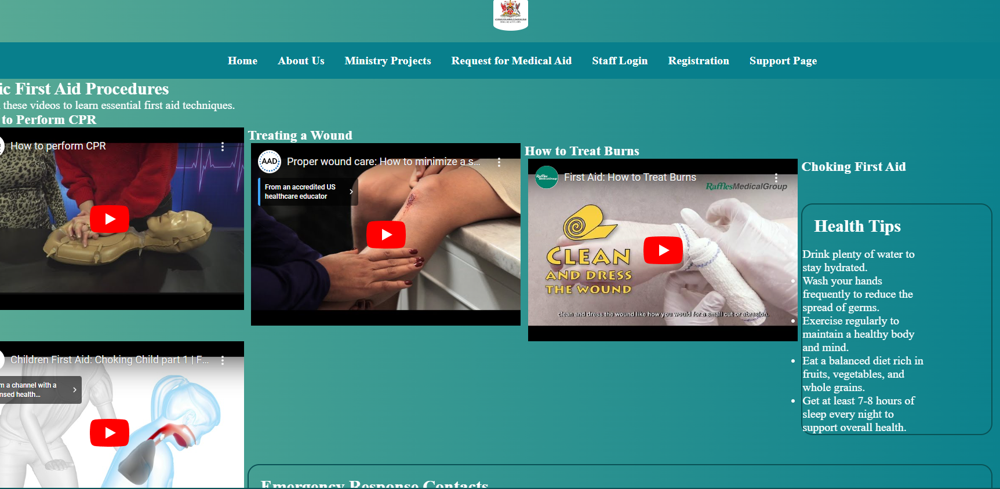 Home About Us Ministry Projects Request for Medical Aid Staff Login Registration Support Page
ic First Aid Procedures
these videos to learn essential first aid techniques.
to Perform CPR
How to perform CPR
Treating a Wound
AAD
Proper wound care: How to minimize a s...
From an accredited US
healthcare educator
How to Treat Burns
Raffles
MedicalGroup
First Aid: How to Treat Burns
RafflesMedicalGroup
CLEAN
AND DRESS
THE WOUND
clean and dress the wound like how you would for a small cut or abrasion.
Choking First Aid
Health Tips
Drink plenty of water to
stay hydrated.
Wash your hands
frequently to reduce the
spread of germs.
Exercise regularly to
maintain a healthy body
and mind.
Eat a balanced diet rich in
fruits, vegetables, and
whole grains.
Get at least 7-8 hours of
sleep every night to
support overall health.
Children First Aid: Choking Child part 1 | F...
m a channel with a
nsed health...
Emergency Response Contacts